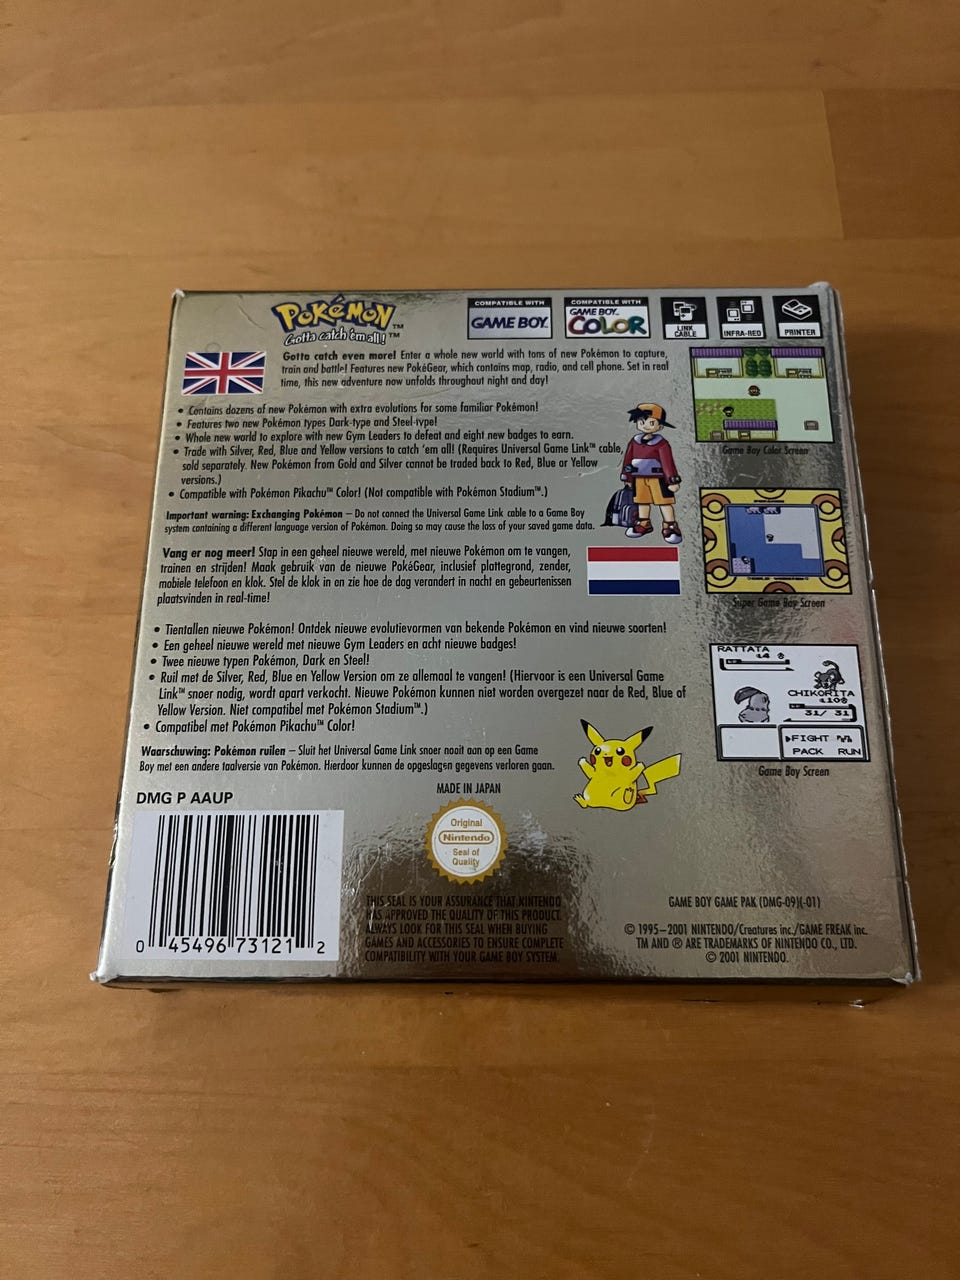 POKéMON™
Gotta catch 'em all!™
COMPATIBLE WITH
GAME BOY
COMPATIBLE WITH
GAME BOY
COLOR
LINK
CABLE
INFRA-RED
PRINTER
Gotta catch even more! Enter a whole new world with tons of new Pokémon to capture,
train and battle! Features new PokéGear, which contains map, radio, and cell phone. Set in real
time, this new adventure now unfolds throughout night and day!
• Contains dozens of new Pokémon with extra evolutions for some familiar Pokémon!
• Features two new Pokémon types Dark-type and Steel-type!
• Whole new world to explore with new Gym Leaders to defeat and eight new badges to earn.
• Trade with Silver, Red, Blue and Yellow versions to catch 'em all! (Requires Universal Game Link™ cable,
sold separately. New Pokémon from Gold and Silver cannot be traded back to Red, Blue or Yellow
versions.)
• Compatible with Pokémon Pikachu™ Color! (Not compatible with Pokémon Stadium™.)
Important warning: Exchanging Pokémon – Do not connect the Universal Game Link cable to a Game Boy
system containing a different language version of Pokémon. Doing so may cause the loss of your saved game data.
Game Boy Color Screen
Vang er nog meer! Stap in een geheel nieuwe wereld, met nieuwe Pokémon om te vangen,
trainen en strijden! Maak gebruik van de nieuwe PokéGear, inclusief plattegrond, zender,
mobiele telefoon en klok. Stel de klok in en zie hoe de dag verandert in nacht en gebeurtenissen
plaatsvinden in real-time!
Super Game Boy Screen
• Tientallen nieuwe Pokémon! Ontdek nieuwe evolutievormen van bekende Pokémon en vind nieuwe soorten!
• Een geheel nieuwe wereld met nieuwe Gym Leaders en acht nieuwe badges!
• Twee nieuwe typen Pokémon, Dark en Steel!
• Ruil met de Silver, Red, Blue en Yellow Version om ze allemaal te vangen! (Hiervoor is een Universal Game
Link™ snoer nodig, wordt apart verkocht. Nieuwe Pokémon kunnen niet worden overgezet naar de Red, Blue of
Yellow Version. Niet compatibel met Pokémon Stadium™.)
• Compatibel met Pokémon Pikachu™ Color!
Waarschuwing: Pokémon ruilen – Sluit het Universal Game Link snoer nooit aan op een Game
Boy met een andere taalversie van Pokémon. Hierdoor kunnen de opgeslagen gegevens verloren gaan.
RATTATA
CHIKORITA
31/ 31
▶FIGHT
PACK RUN
Game Boy Screen
DMG P AAUP
MADE IN JAPAN
Original
Nintendo
Seal of
Quality
0 45496 73121 2
THIS SEAL IS YOUR ASSURANCE THAT NINTENDO
HAS APPROVED THE QUALITY OF THIS PRODUCT.
ALWAYS LOOK FOR THIS SEAL WHEN BUYING
GAMES AND ACCESSORIES TO ENSURE COMPLETE
COMPATIBILITY WITH YOUR GAME BOY SYSTEM.
GAME BOY GAME PAK (DMG-09)(-01)
© 1995–2001 NINTENDO/Creatures inc./GAME FREAK inc.
TM AND ® ARE TRADEMARKS OF NINTENDO CO., LTD.
© 2001 NINTENDO.